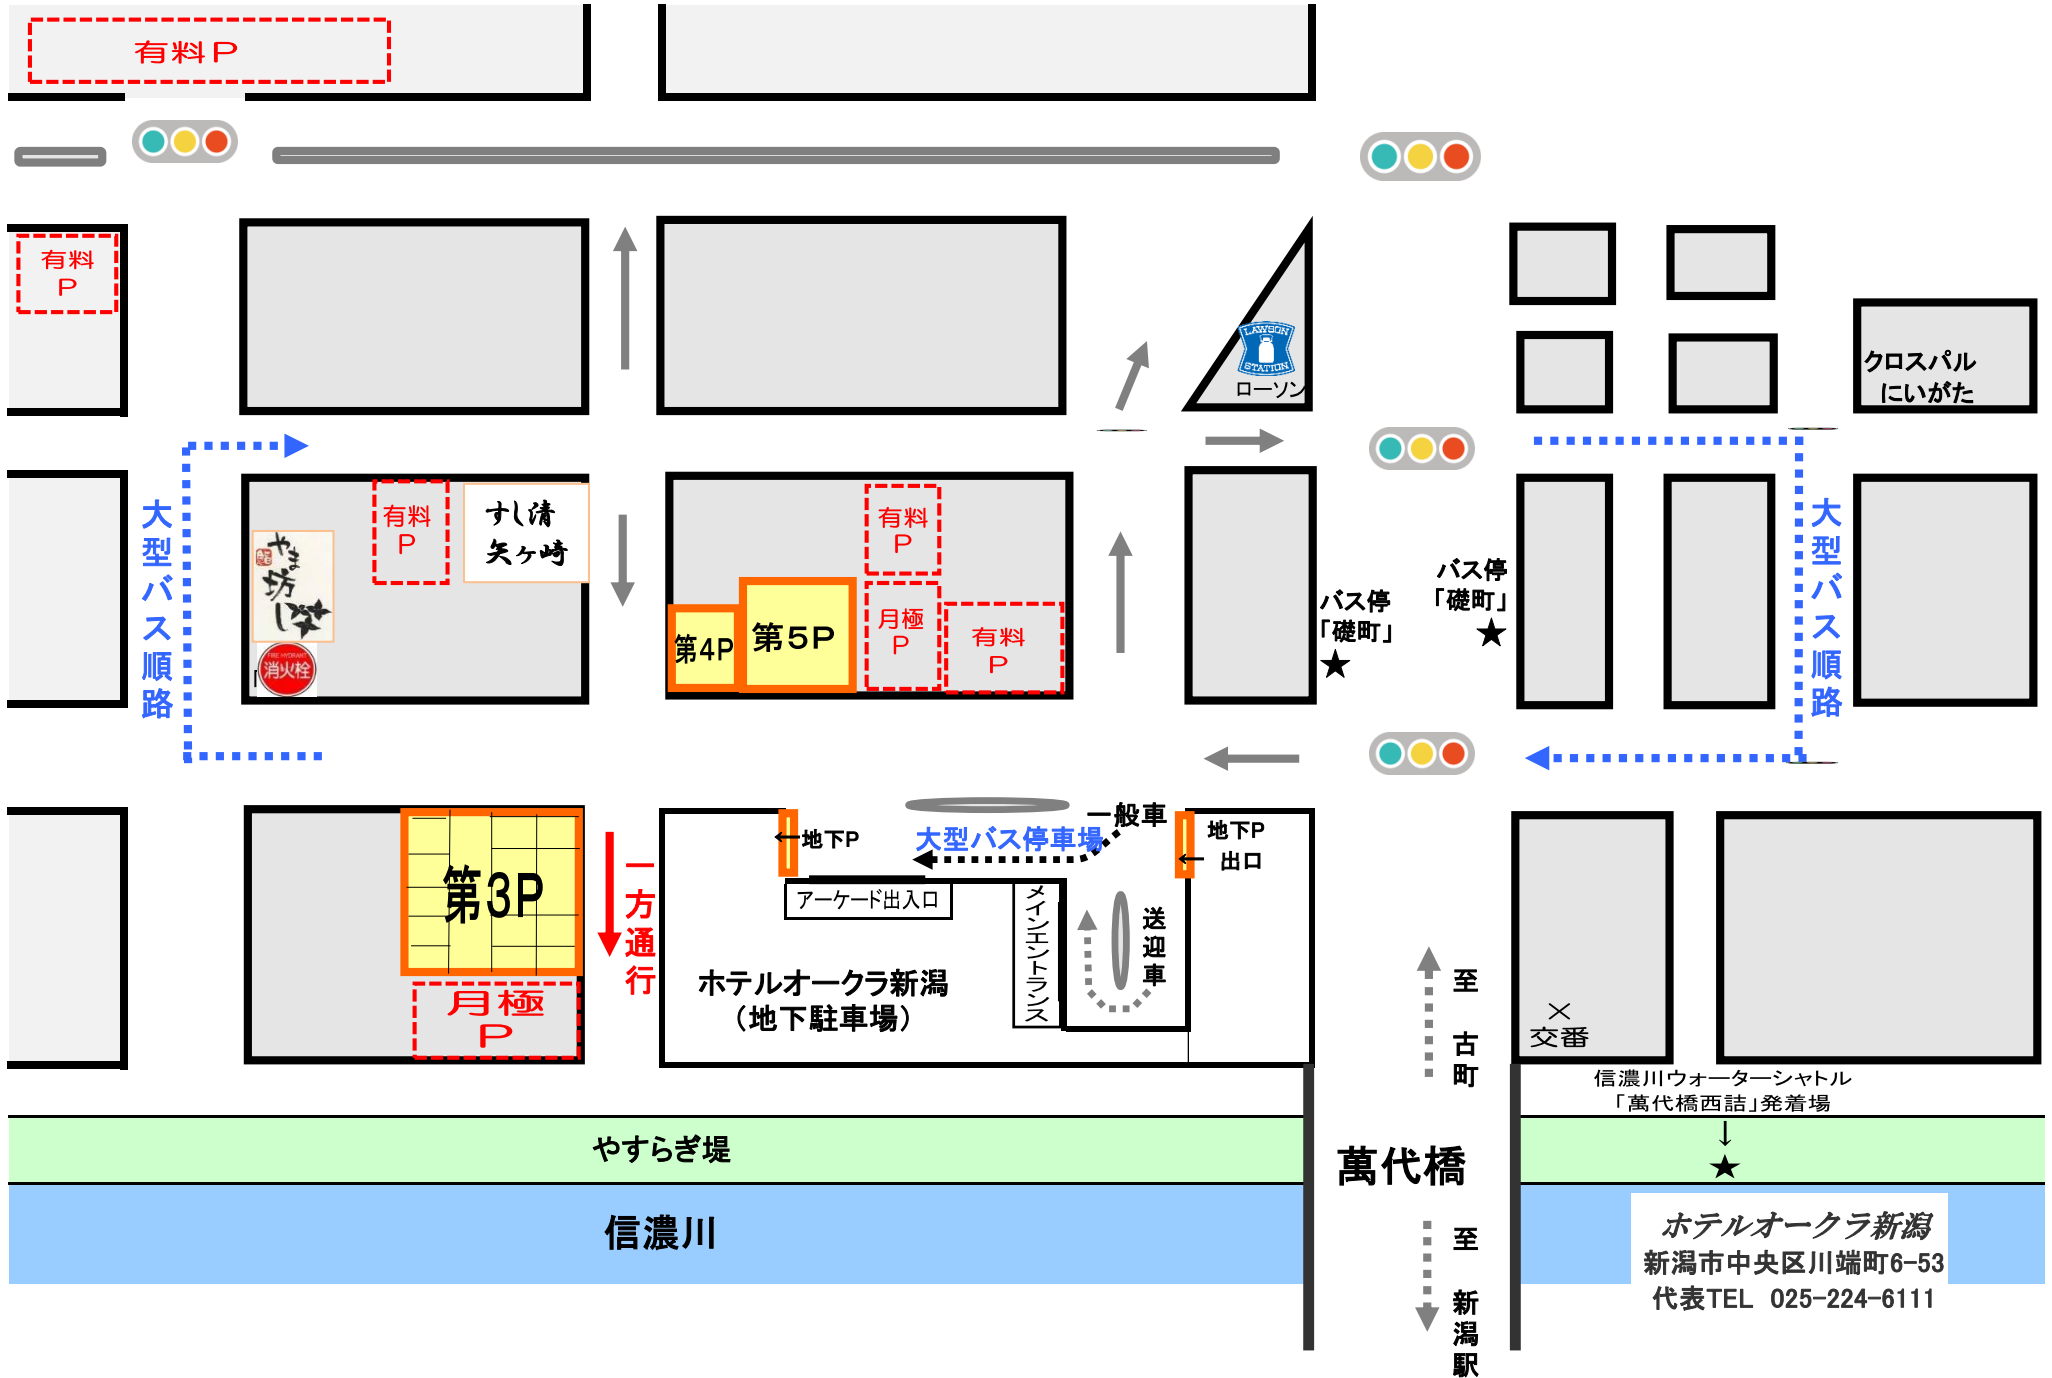 有料P
有料
P
LAWSON
STATION
ローソン
クロスパル
にいがた
大型バス順路
やま坊
消火栓
有料
P
すし清
矢ヶ崎
有料
P
第4P
第5P
月極
P
有料
P
バス停
「礎町」
★
バス停
「礎町」
★
大型バス順路
第3P
月極
P
一方通行
←地下P
大型バス停車場
一般車
地下P
←出口
アーケード出入口
メインエントランス
送迎車
ホテルオークラ新潟
(地下駐車場)
至 古町
×
交番
信濃川ウォーターシャトル
「萬代橋西詰」発着場
↓
★
やすらぎ堤
萬代橋
信濃川
至 新潟駅
ホテルオークラ新潟
新潟市中央区川端町6-53
代表TEL 025-224-6111